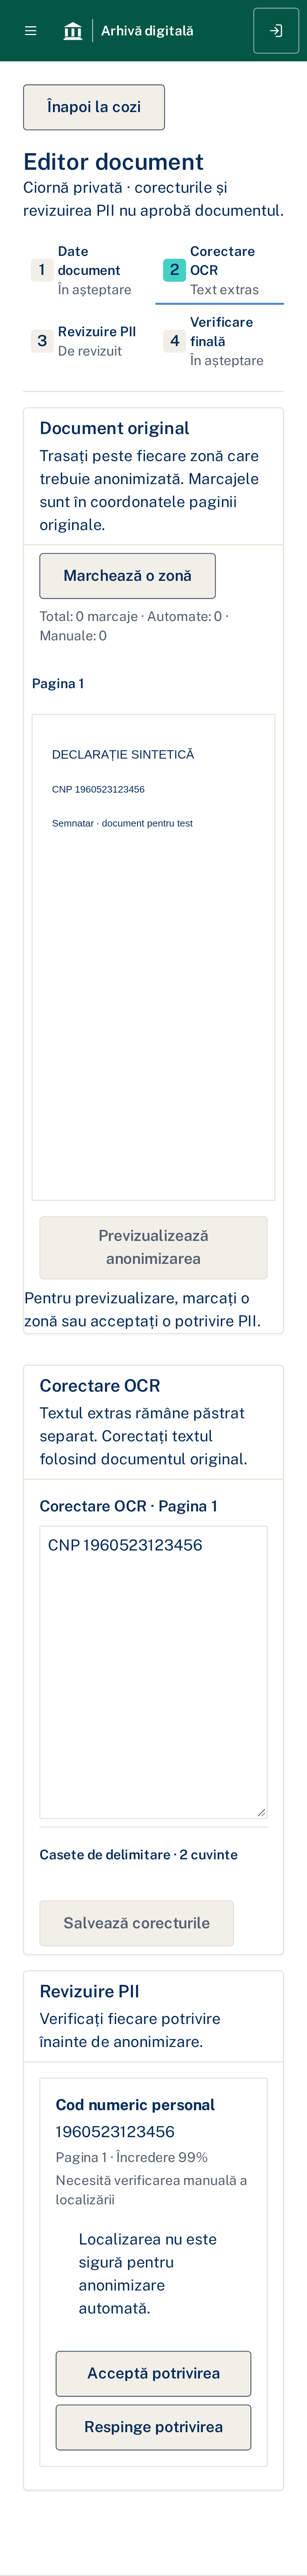 Arhivă digitală
Înapoi la cozi
Editor document
Ciornă privată · corecturile și
revizuirea PII nu aprobă documentul.
1
Date
document
În așteptare
2
Corectare
OCR
Text extras
3
Revizuire PII
De revizuit
4
Verificare
finală
În așteptare
Document original
Trasați peste fiecare zonă care
trebuie anonimizată. Marcajele
sunt în coordonatele paginii
originale.
Marchează o zonă
Total: 0 marcaje · Automate: 0 ·
Manuale: 0
Pagina 1
DECLARAȚIE SINTETICĂ
CNP 1960523123456
Semnatar · document pentru test
Previzualizează
anonimizarea
Pentru previzualizare, marcați o
zonă sau acceptați o potrivire PII.
Corectare OCR
Textul extras rămâne păstrat
separat. Corectați textul
folosind documentul original.
Corectare OCR · Pagina 1
CNP 1960523123456
Casete de delimitare · 2 cuvinte
Salvează corecturile
Revizuire PII
Verificați fiecare potrivire
înainte de anonimizare.
Cod numeric personal
1960523123456
Pagina 1 · Încredere 99%
Necesită verificarea manuală a
localizării
Localizarea nu este
sigură pentru
anonimizare
automată.
Acceptă potrivirea
Respinge potrivirea